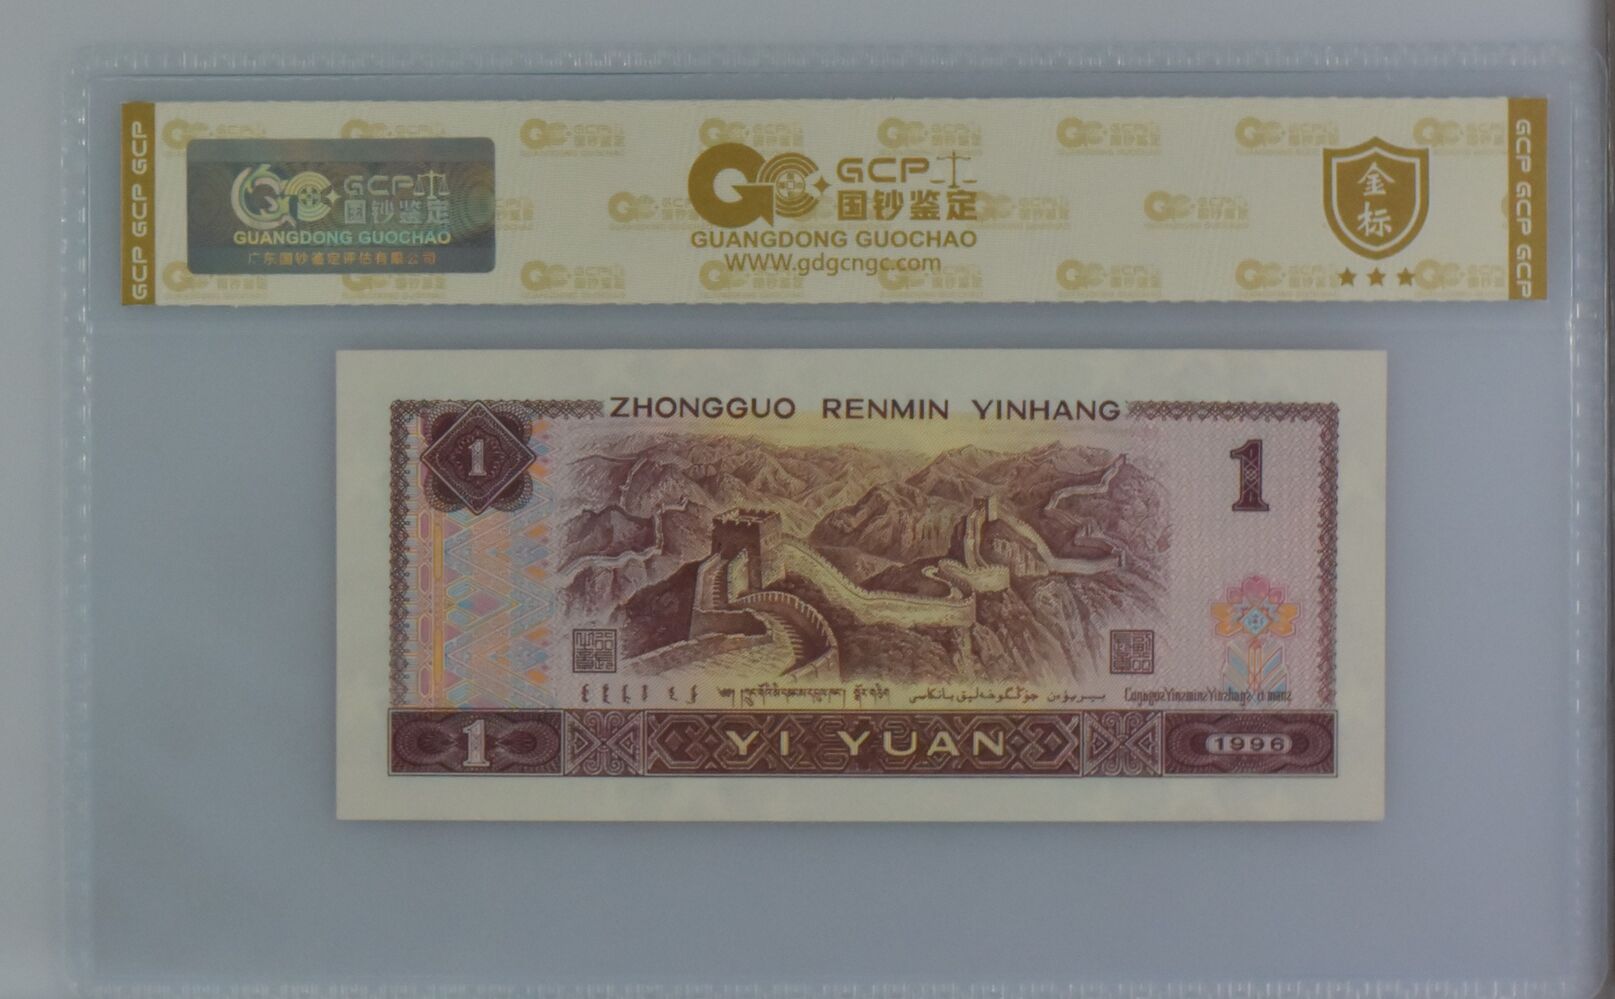 GCP GCP GCP
GCP
国钞鉴定
GUANGDONG GUOCHAO
广东国钞鉴定评估有限公司
GCP
国钞鉴定
GUANGDONG GUOCHAO
WWW.gdgcngc.com
金标
GCP GCP GCP
ZHONGGUO RENMIN YINHANG
1
1
1
YI YUAN
1996